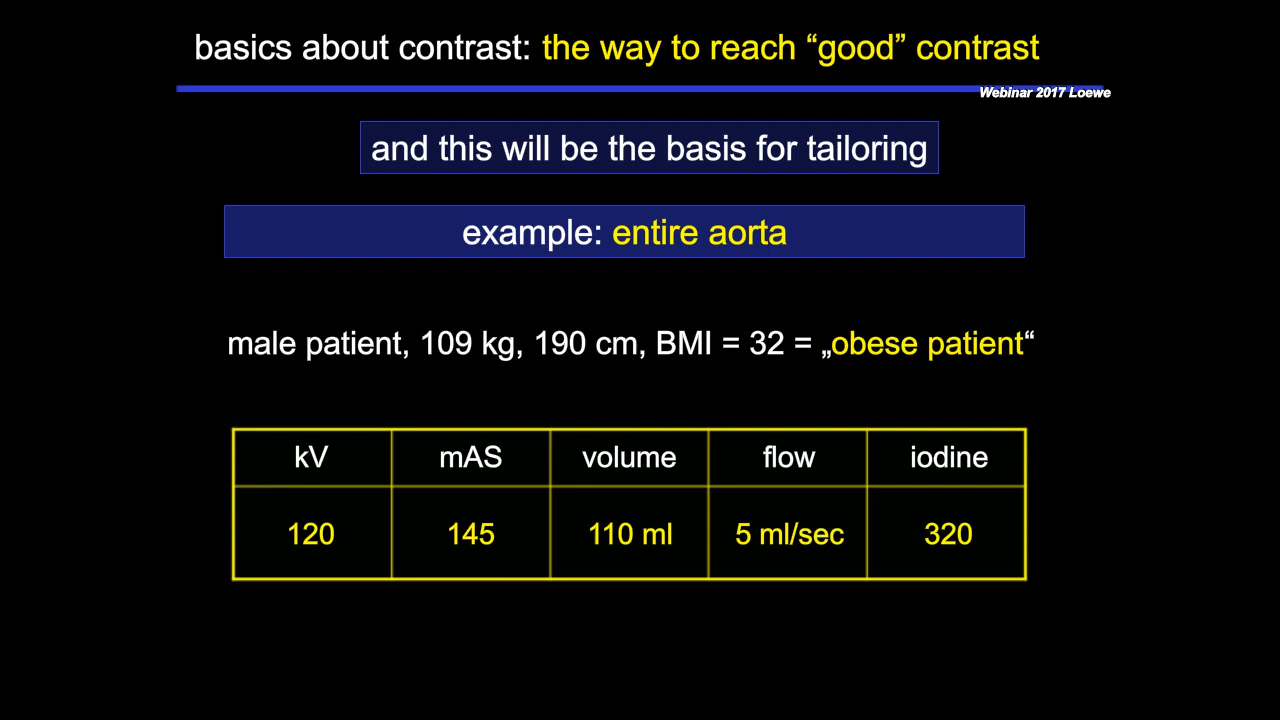 basics about contrast: the way to reach “good” contrast
Webinar 2017 Loewe
and this will be the basis for tailoring
example: entire aorta
male patient, 109 kg, 190 cm, BMI = 32 = „obese patient“
kV mAS volume flow iodine
120 145 110 ml 5 ml/sec 320